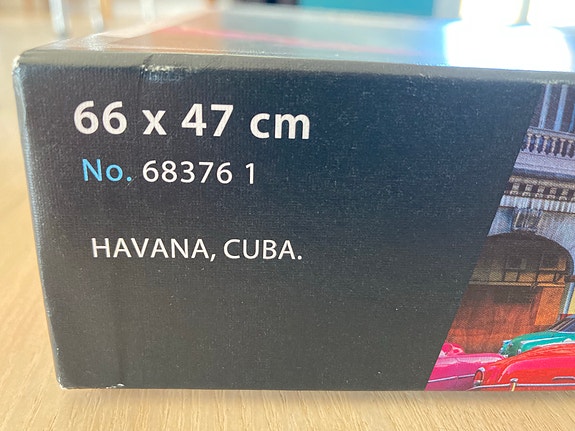 66 x 47 cm
No. 68376 1
HAVANA, CUBA.